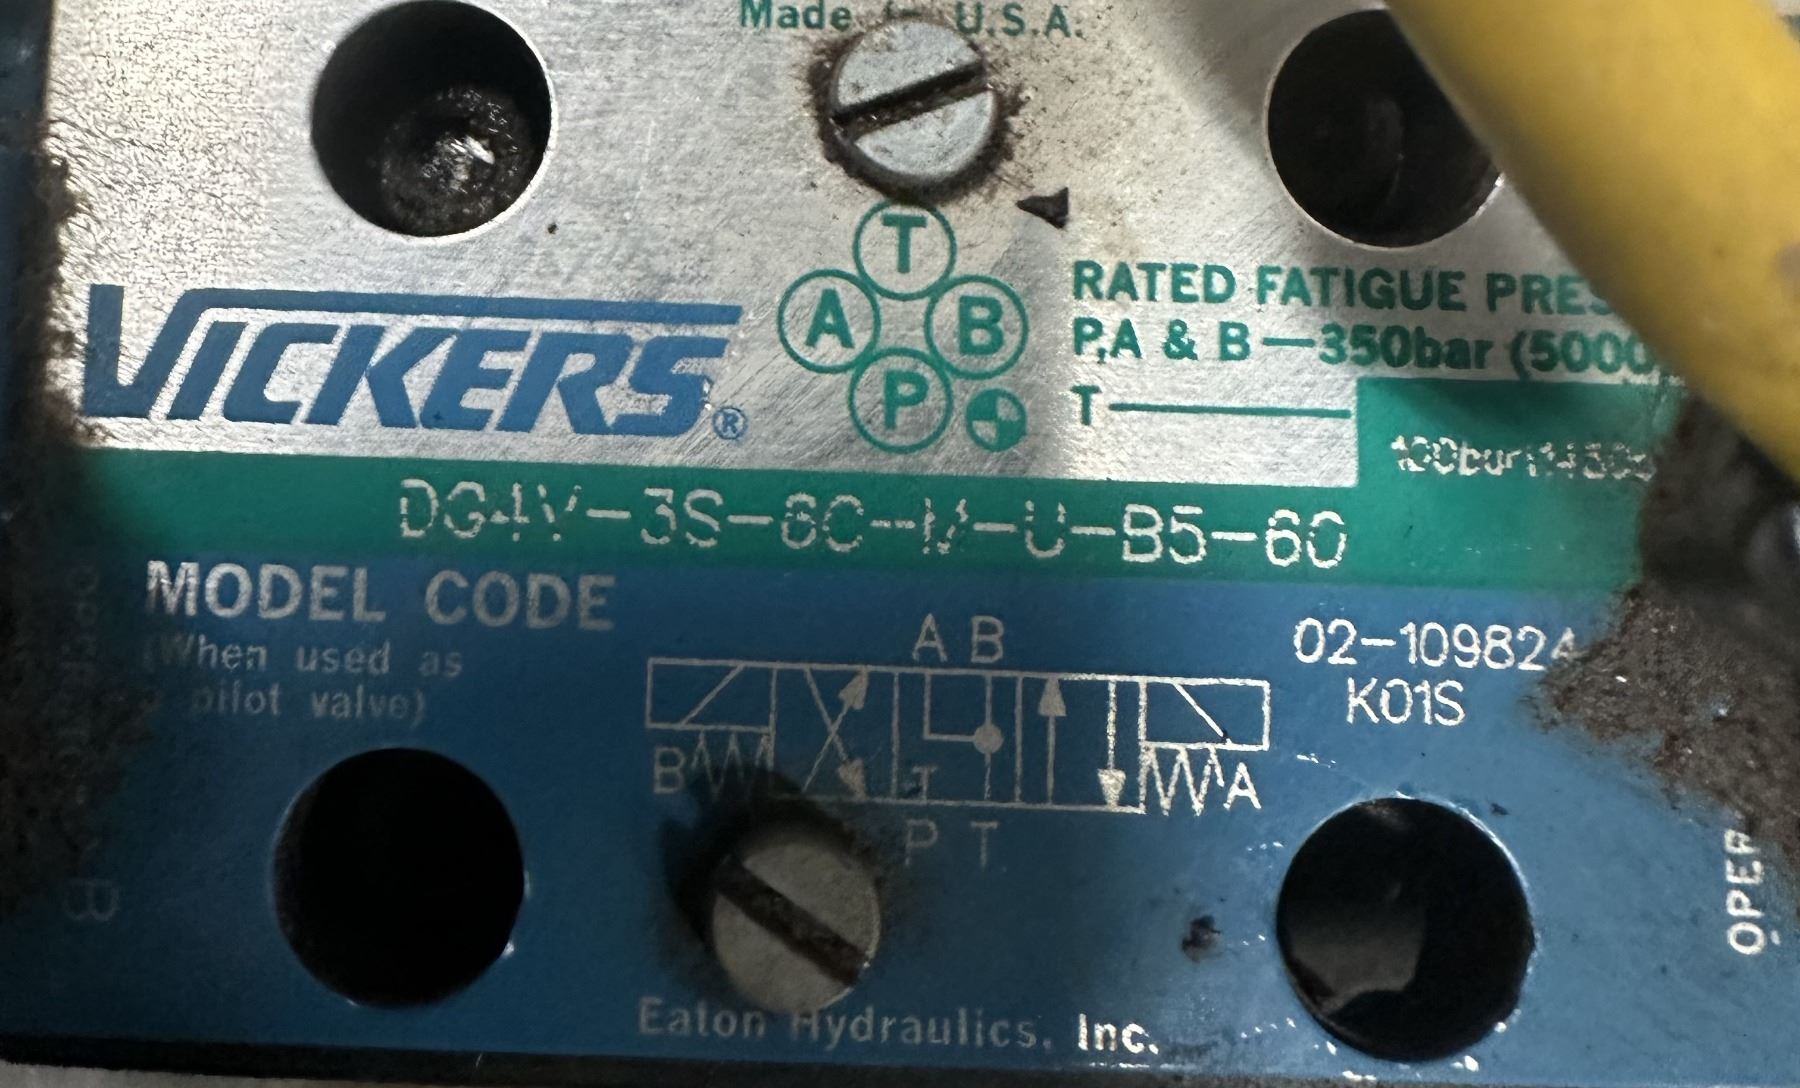 Made in U.S.A.
T
A B
P
VICKERS®
RATED FATIGUE PRES
P,A & B—350bar (5000
T
DG4V-3S-6C-M-U-B5-60
MODEL CODE
(When used as
pilot valve)
A B
B
A
P T
02-109824
K01S
OPER
B
Eaton Hydraulics, Inc.